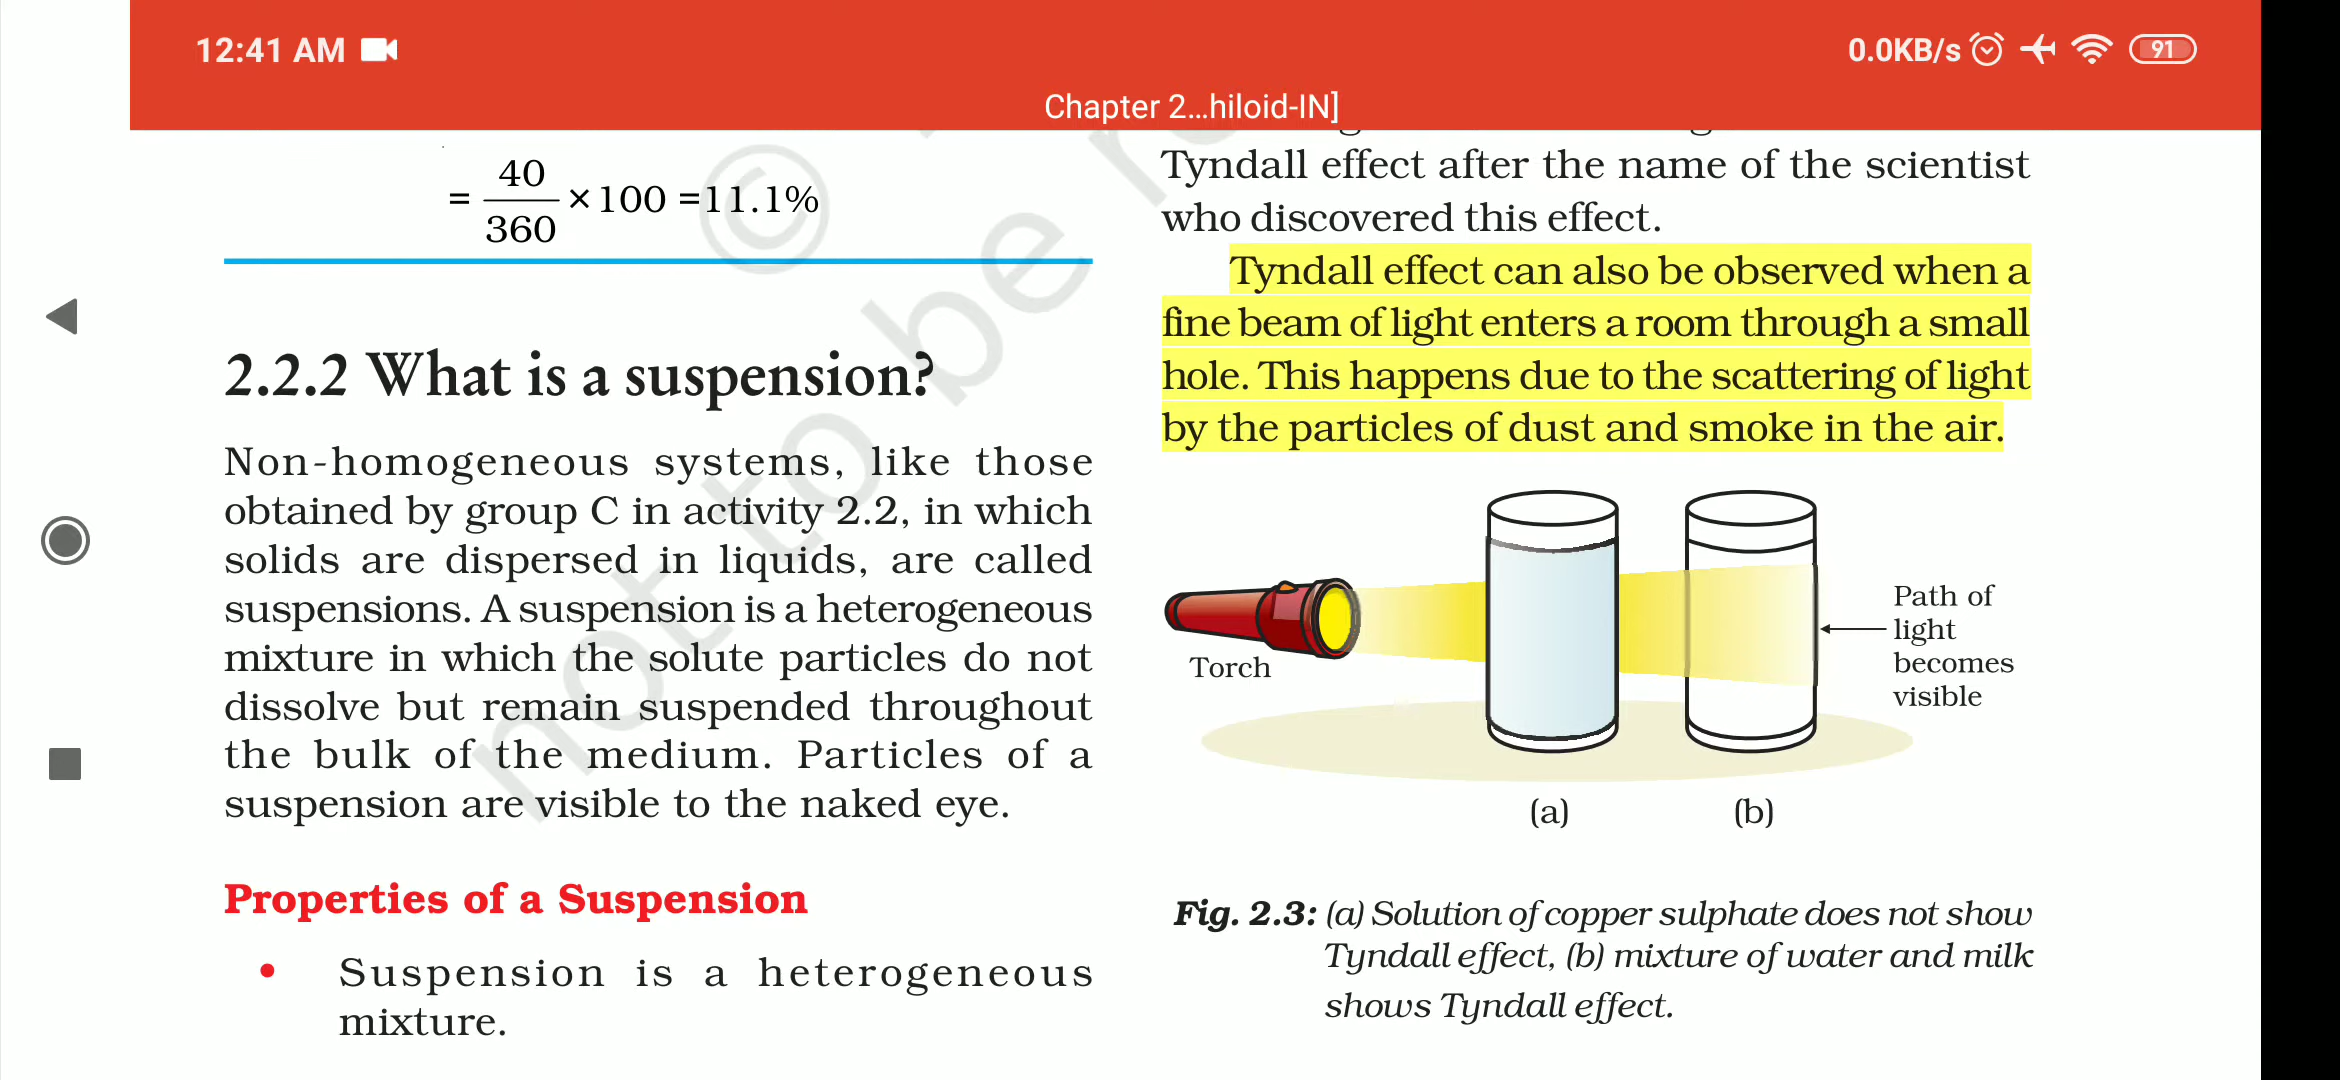 12:41 AM
0.0KB/s
91
Chapter 2...hiloid-IN]
= 40/360 × 100 =11.1%
2.2.2 What is a suspension?
Non-homogeneous systems, like those
obtained by group C in activity 2.2, in which
solids are dispersed in liquids, are called
suspensions. A suspension is a heterogeneous
mixture in which the solute particles do not
dissolve but remain suspended throughout
the bulk of the medium. Particles of a
suspension are visible to the naked eye.
Properties of a Suspension
• Suspension is a heterogeneous
mixture.
Tyndall effect after the name of the scientist
who discovered this effect.
Tyndall effect can also be observed when a
fine beam of light enters a room through a small
hole. This happens due to the scattering of light
by the particles of dust and smoke in the air.
Torch
Path of
light
becomes
visible
(a)
(b)
Fig. 2.3: (a) Solution of copper sulphate does not show
Tyndall effect, (b) mixture of water and milk
shows Tyndall effect.
©
not to be